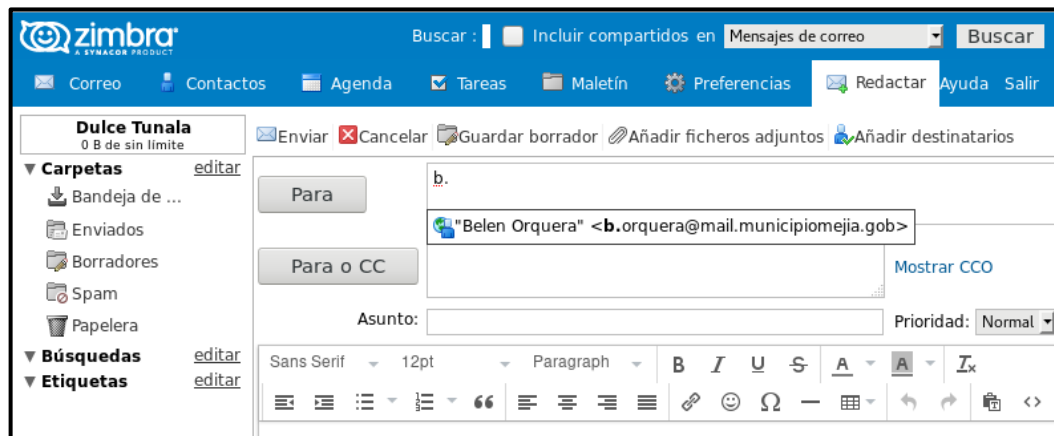 zimbra
A SYNACOR PRODUCT
Buscar : Incluir compartidos en Mensajes de correo Buscar
Correo Contactos Agenda Tareas Maletín Preferencias Redactar Ayuda Salir
Dulce Tunala
0 B de sin límite
Enviar Cancelar Guardar borrador Añadir ficheros adjuntos Añadir destinatarios
Carpetas editar
Bandeja de ...
Enviados
Borradores
Spam
Papelera
Búsquedas editar
Etiquetas editar
Para b.
"Belen Orquera" <b.orquera@mail.municipiomejia.gob>
Para o CC Mostrar CCO
Asunto: Prioridad: Normal
Sans Serif 12pt Paragraph B I U S A A Tx